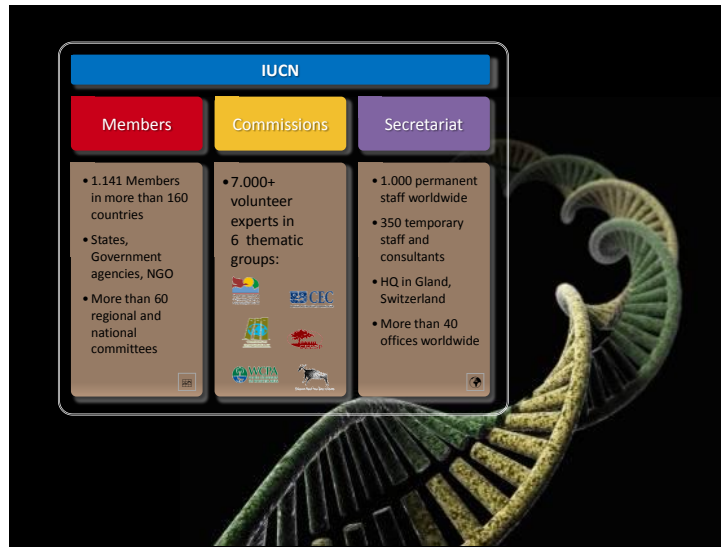 IUCN
Members
Commissions
Secretariat
• 1.141 Members
in more than 160
countries
• States,
Government
agencies, NGO
• More than 60
regional and
national
committees
• 7.000+
volunteer
experts in
6 thematic
groups:
CEC
WCPA
• 1.000 permanent
staff worldwide
• 350 temporary
staff and
consultants
• HQ in Gland,
Switzerland
• More than 40
offices worldwide